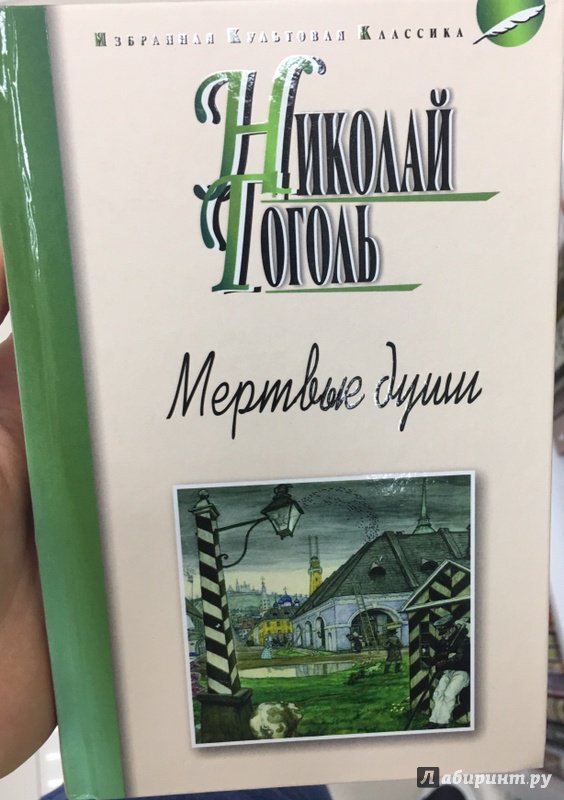 Избранная Культовая Классика
Николай
Гоголь
Мертвые души
Лабиринт.ру